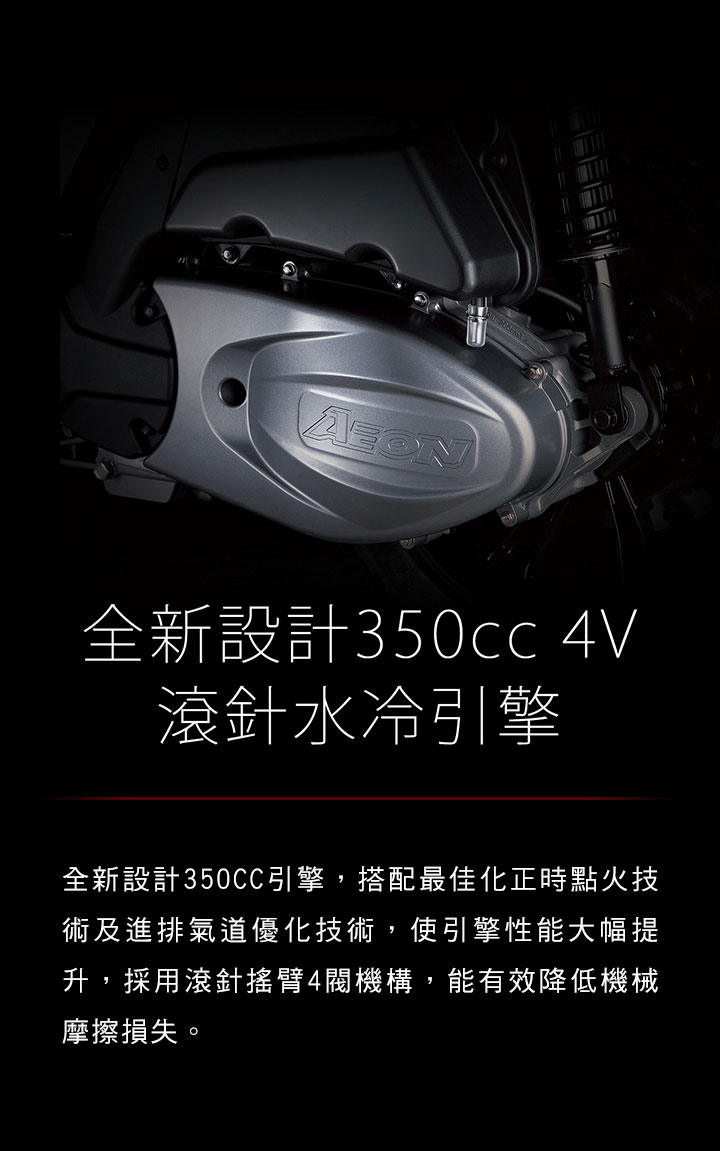 AEON
全新設計350cc 4V
滾針水冷引擎
全新設計350CC引擎，搭配最佳化正時點火技
術及進排氣道優化技術，使引擎性能大幅提
升，採用滾針搖臂4閥機構，能有效降低機械
摩擦損失。